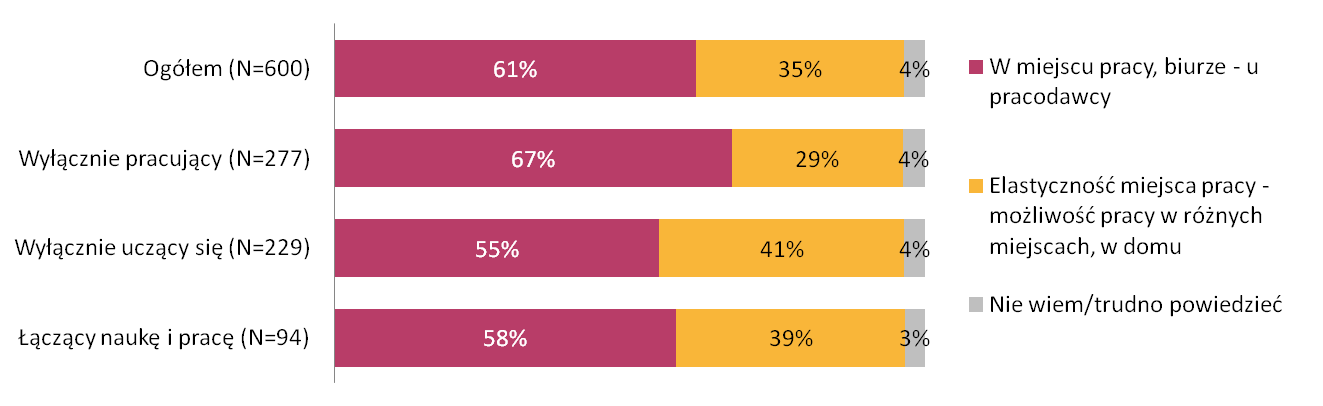 Ogółem (N=600)
61%
35%
4%
Wyłącznie pracujący (N=277)
67%
29%
4%
Wyłącznie uczący się (N=229)
55%
41%
4%
Łączący naukę i pracę (N=94)
58%
39%
3%
W miejscu pracy, biurze - u
pracodawcy
Elastyczność miejsca pracy -
możliwość pracy w różnych
miejscach, w domu
Nie wiem/trudno powiedzieć